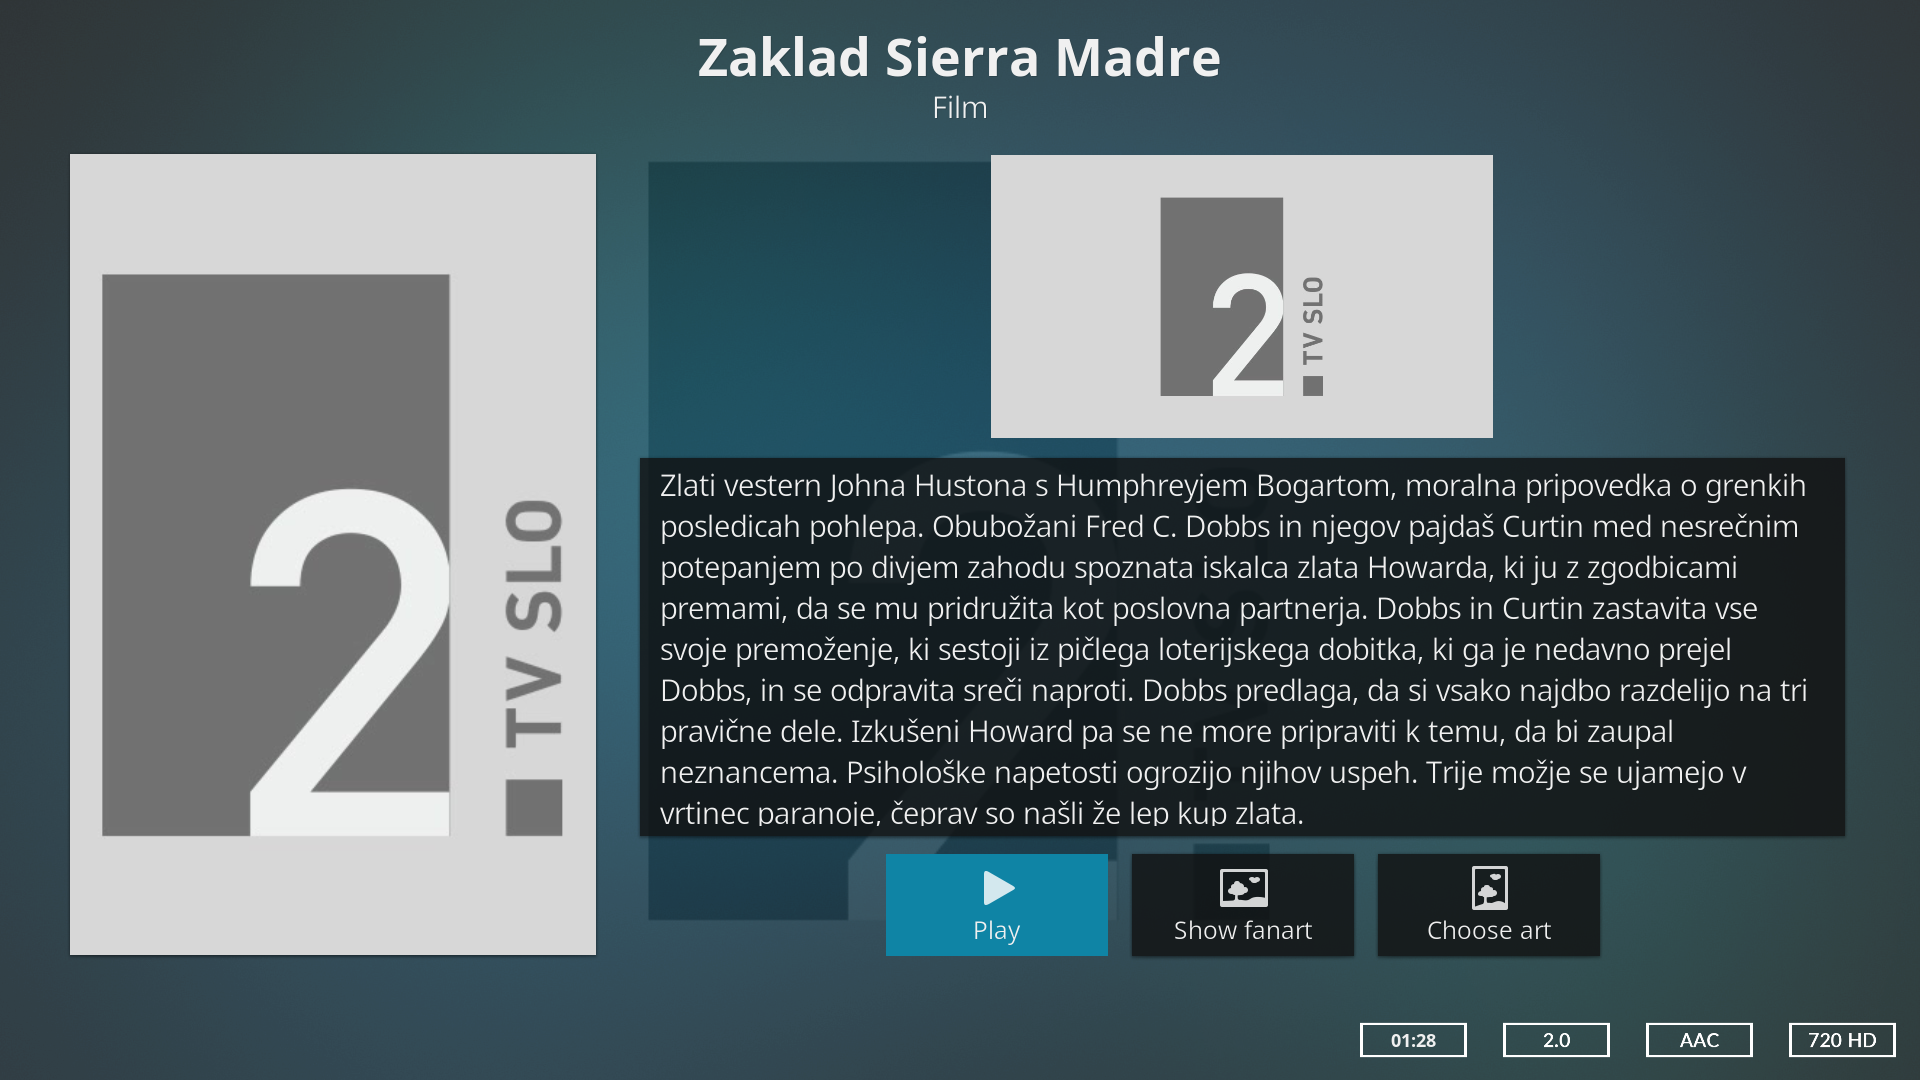 Zaklad Sierra Madre
Film
2
TV SLO
2
TV SLO
Zlati vestern Johna Hustona s Humphreyjem Bogartom, moralna pripovedka o grenkih
posledicah pohlepa. Obubožani Fred C. Dobbs in njegov pajdaš Curtin med nesrečnim
potepanjem po divjem zahodu spoznata iskalca zlata Howarda, ki ju z zgodbicami
premami, da se mu pridružita kot poslovna partnerja. Dobbs in Curtin zastavita vse
svoje premoženje, ki sestoji iz pičlega loterijskega dobitka, ki ga je nedavno prejel
Dobbs, in se odpravita sreči naproti. Dobbs predlaga, da si vsako najdbo razdelijo na tri
pravične dele. Izkušeni Howard pa se ne more pripraviti k temu, da bi zaupal
neznancema. Psihološke napetosti ogrozijo njihov uspeh. Trije možje se ujamejo v
vrtinec paranoje, čeprav so našli že lep kup zlata.
Play
Show fanart
Choose art
01:28
2.0
AAC
720 HD